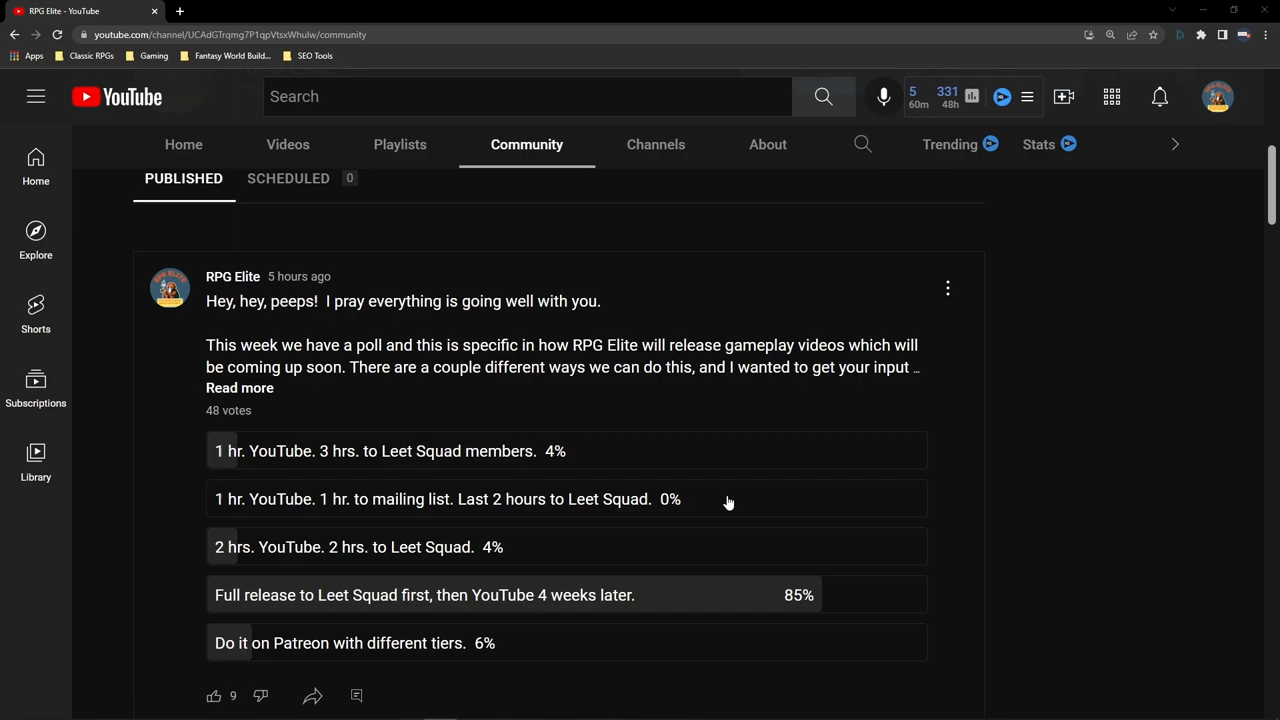 RPG Elite - YouTube
youtube.com/channel/UCAdGTrqmg7P1qpVtsxWhulw/community
Apps Classic RPGs Gaming Fantasy World Buil... SEO Tools
YouTube Search 5 60m 331 48h
Home Videos Playlists Community Channels About Trending Stats
PUBLISHED SCHEDULED 0
Home
Explore
Shorts
Subscriptions
Library
RPG Elite 5 hours ago
Hey, hey, peeps! I pray everything is going well with you.
This week we have a poll and this is specific in how RPG Elite will release gameplay videos which will
be coming up soon. There are a couple different ways we can do this, and I wanted to get your input ...
Read more
48 votes
1 hr. YouTube. 3 hrs. to Leet Squad members. 4%
1 hr. YouTube. 1 hr. to mailing list. Last 2 hours to Leet Squad. 0%
2 hrs. YouTube. 2 hrs. to Leet Squad. 4%
Full release to Leet Squad first, then YouTube 4 weeks later. 85%
Do it on Patreon with different tiers. 6%
9